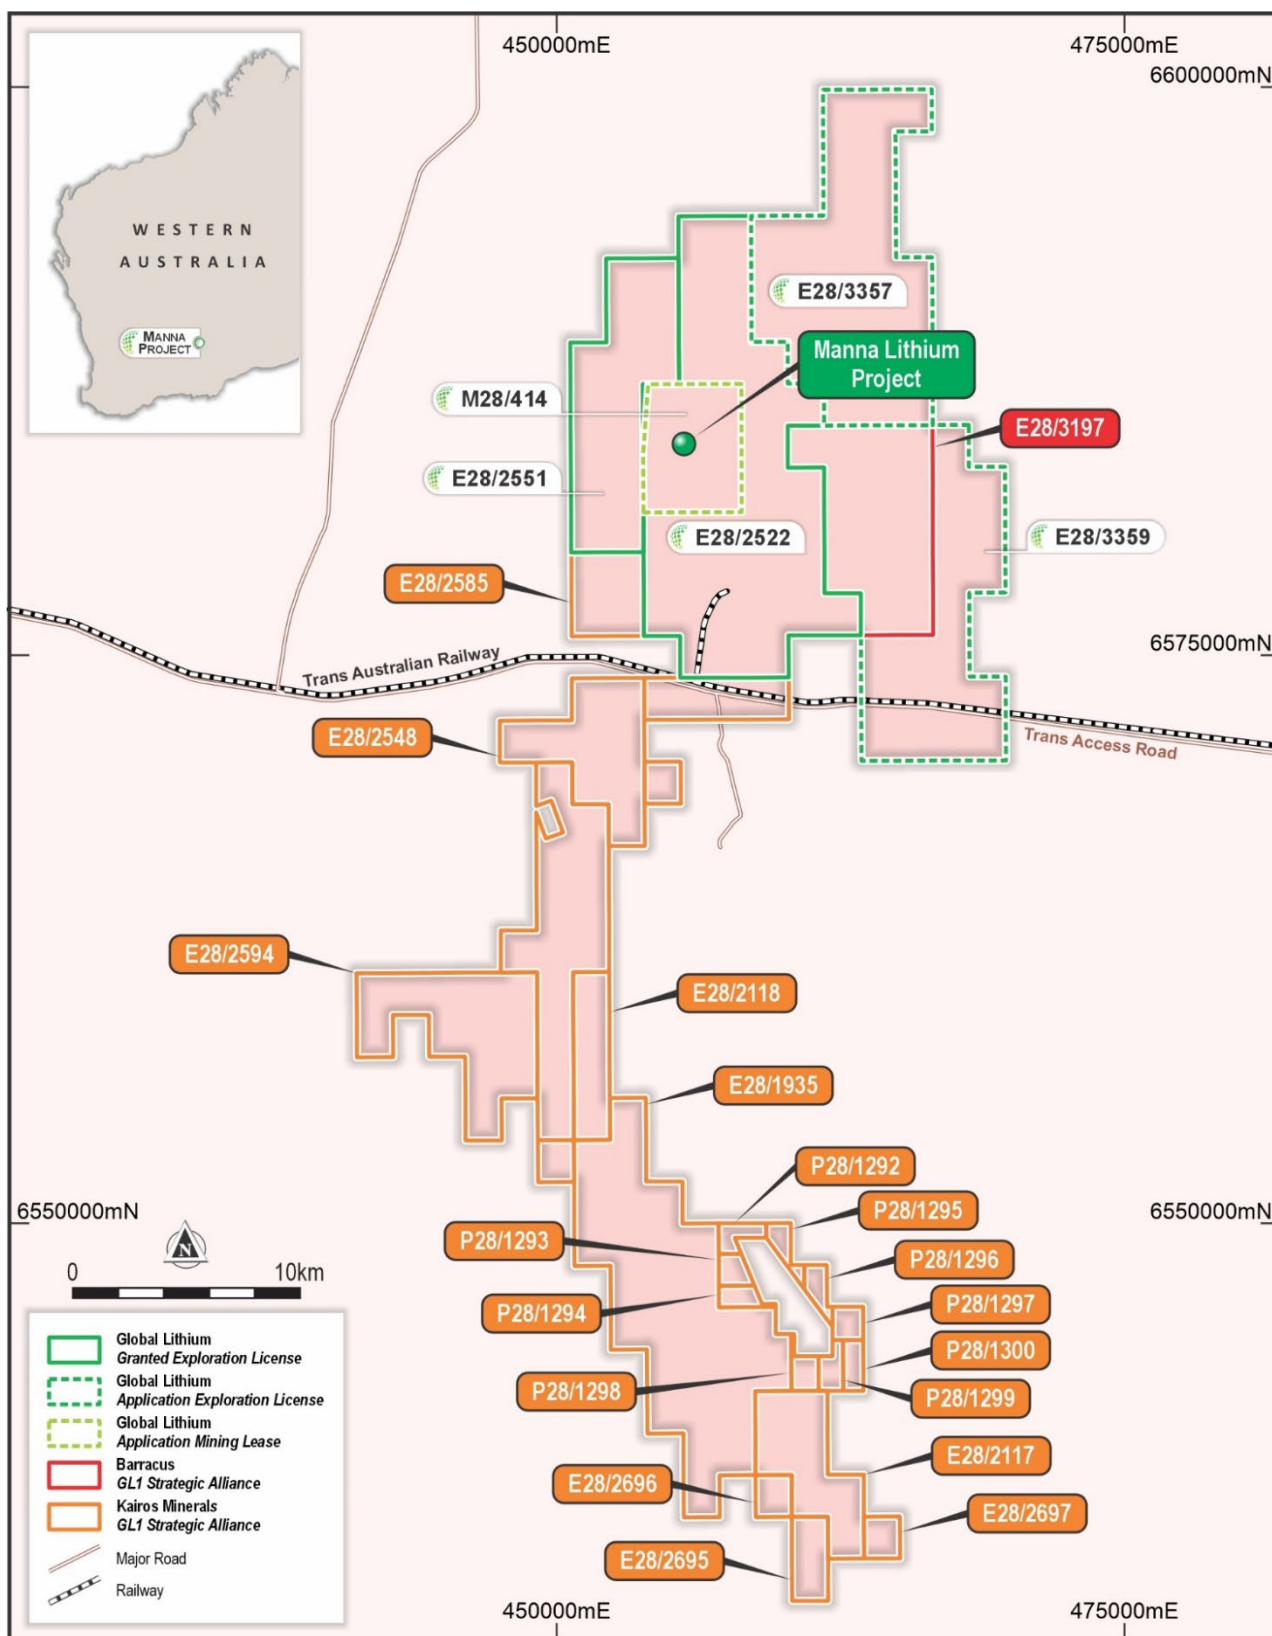 450000mE
475000mE
6600000mN
WESTERN
AUSTRALIA
MANNA
PROJECT
E28/3357
Manna Lithium
Project
M28/414
E28/3197
E28/2551
E28/2522
E28/3359
E28/2585
6575000mN
Trans Australian Railway
E28/2548
Trans Access Road
E28/2594
E28/2118
E28/1935
P28/1292
P28/1295
6550000mN
6550000mN
P28/1293
P28/1296
N
0
10km
P28/1294
P28/1297
P28/1300
P28/1298
P28/1299
E28/2117
E28/2696
E28/2697
E28/2695
Global Lithium
Granted Exploration License
Global Lithium
Application Exploration License
Global Lithium
Application Mining Lease
Barracus
GL1 Strategic Alliance
Kairos Minerals
GL1 Strategic Alliance
Major Road
Railway
450000mE
475000mE